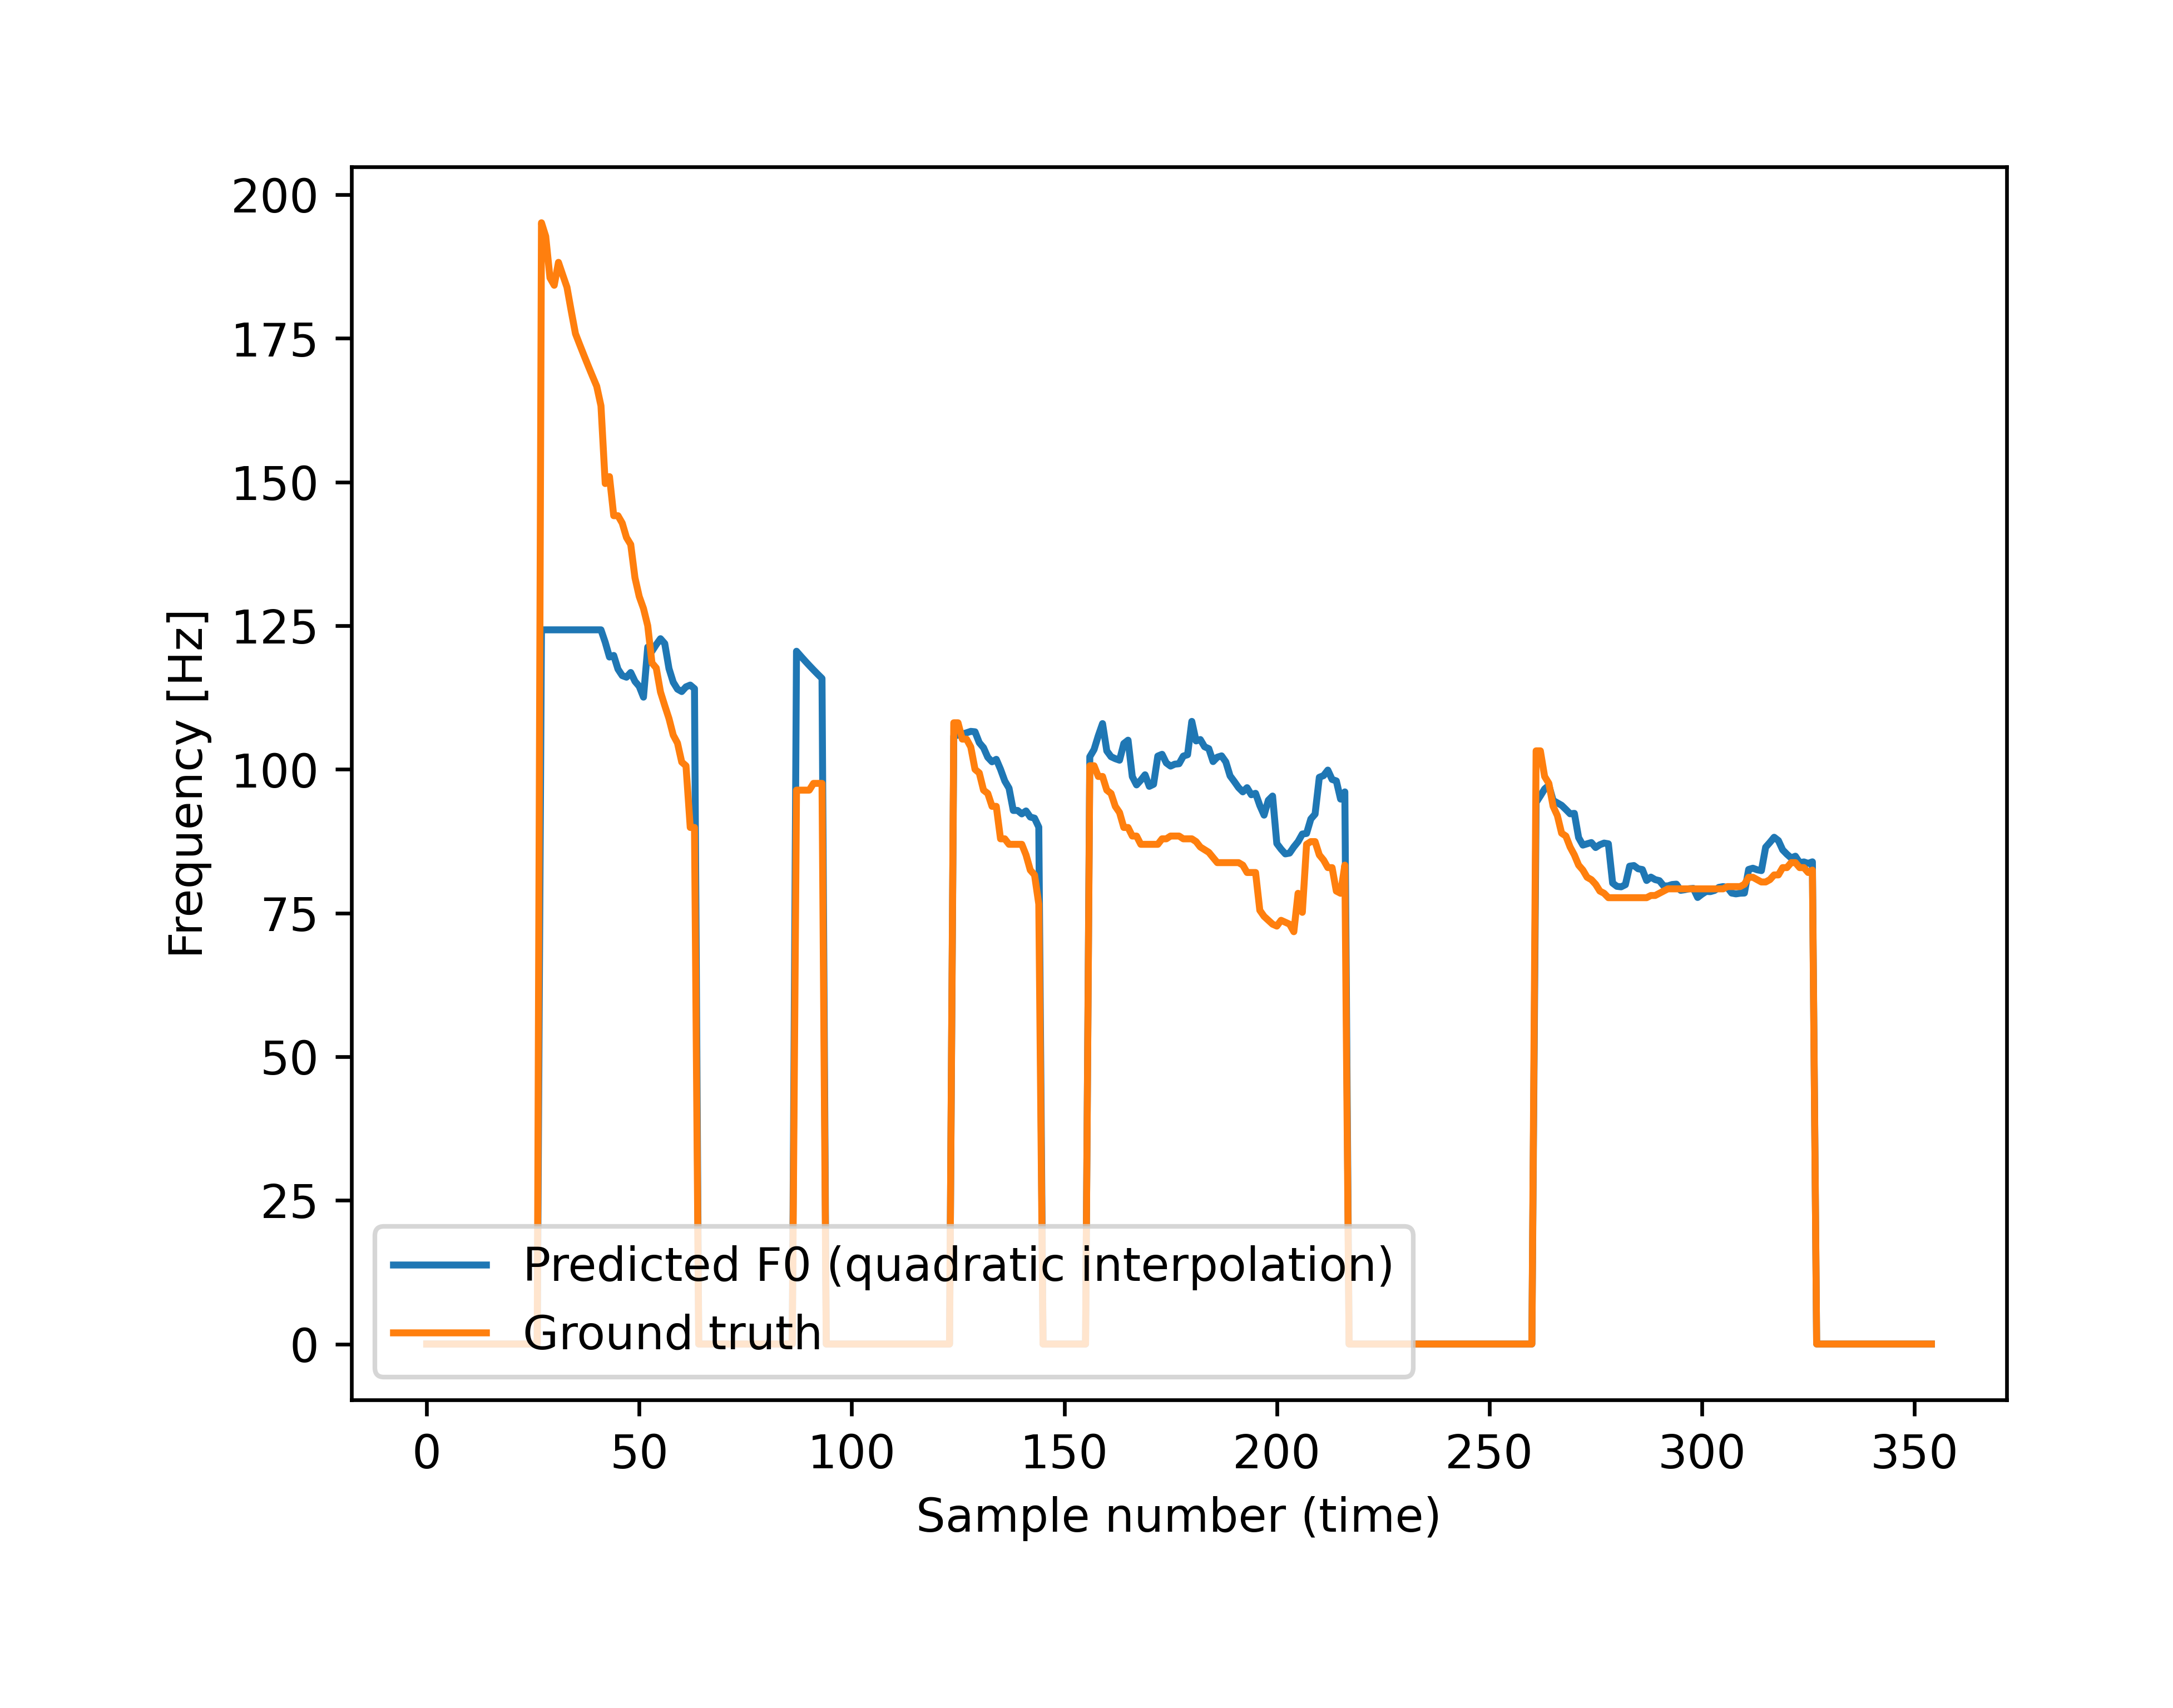 200
175
150
125
100
75
50
25
0
Frequency [Hz]
Predicted F0 (quadratic interpolation)
Ground truth
0 50 100 150 200 250 300 350
Sample number (time)